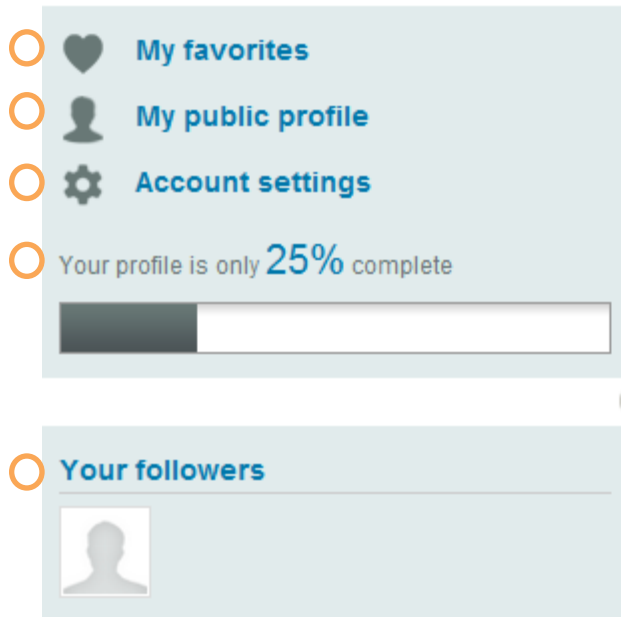 My favorites
My public profile
Account settings
Your profile is only 25% complete
Your followers